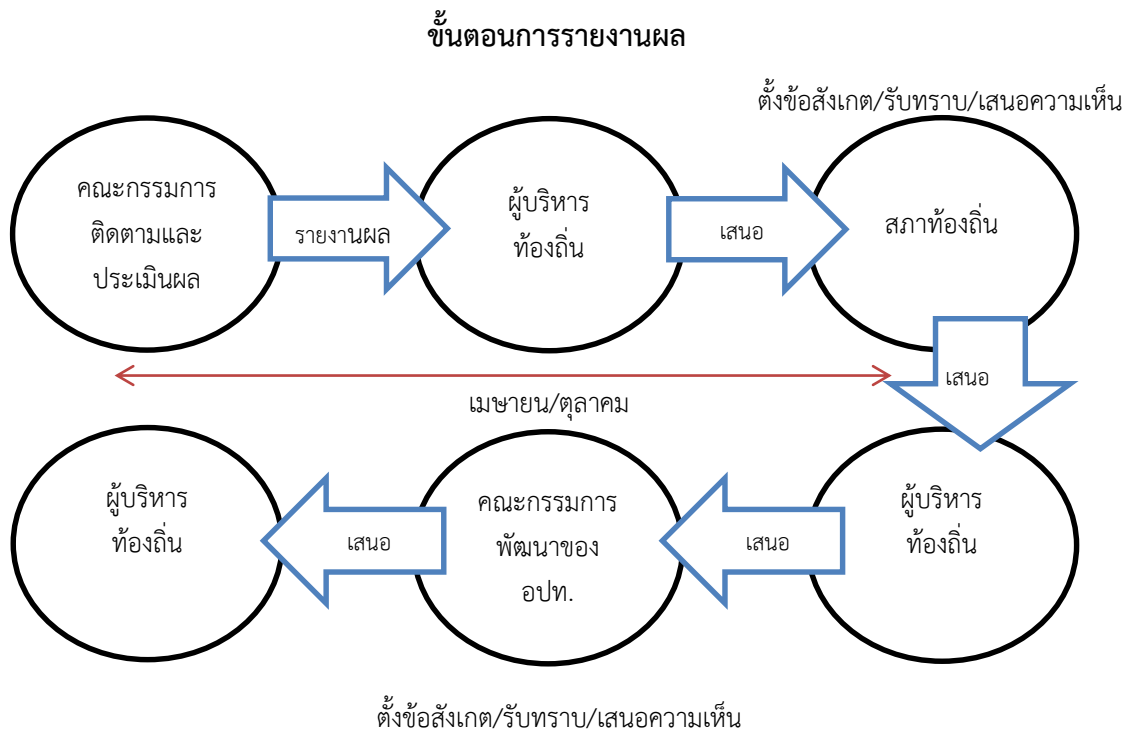 ขั้นตอนการรายงานผล
ตั้งข้อสังเกต/รับทราบ/เสนอความเห็น
คณะกรรมการ
ติดตามและ
ประเมินผล
รายงานผล
ผู้บริหาร
ท้องถิ่น
เสนอ
สภาท้องถิ่น
เสนอ
เมษายน/ตุลาคม
ผู้บริหาร
ท้องถิ่น
เสนอ
คณะกรรมการ
พัฒนาของ
อปท.
เสนอ
ผู้บริหาร
ท้องถิ่น
ตั้งข้อสังเกต/รับทราบ/เสนอความเห็น